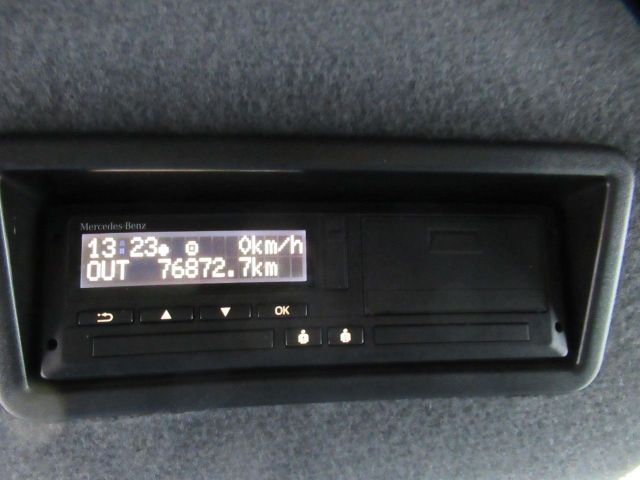 Mercedes-Benz
13:23● 0km/h
OUT 76872.7km
OK